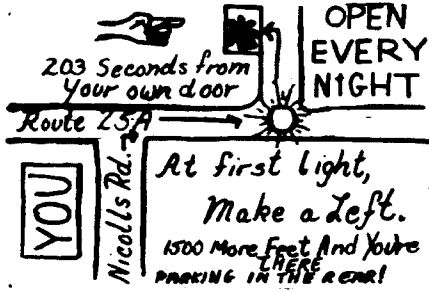 OPEN
EVERY
NIGHT
203 Seconds from
Your own door
Route 25A
YOU
Nicolls Rd.
At first light,
Make a Left.
1500 More Feet And You're
THERE
PARKING IN THE REAR!